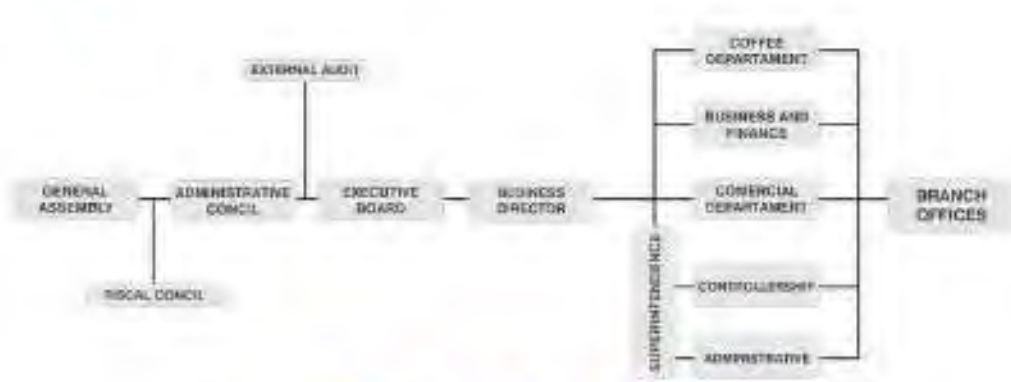 COFFEE
DEPARTAMENT
EXTERNAL AUDIT
BUSINESS AND
FINANCE
GENERAL
ASSEMBLY
ADMINISTRATIVE
CONCIL
EXECUTIVE
BOARD
BUSINESS
DIRECTOR
COMERCIAL
DEPARTAMENT
BRANCH
OFFICES
SUPERINTENDENCE
FISCAL CONCIL
CONTROLLERSHIP